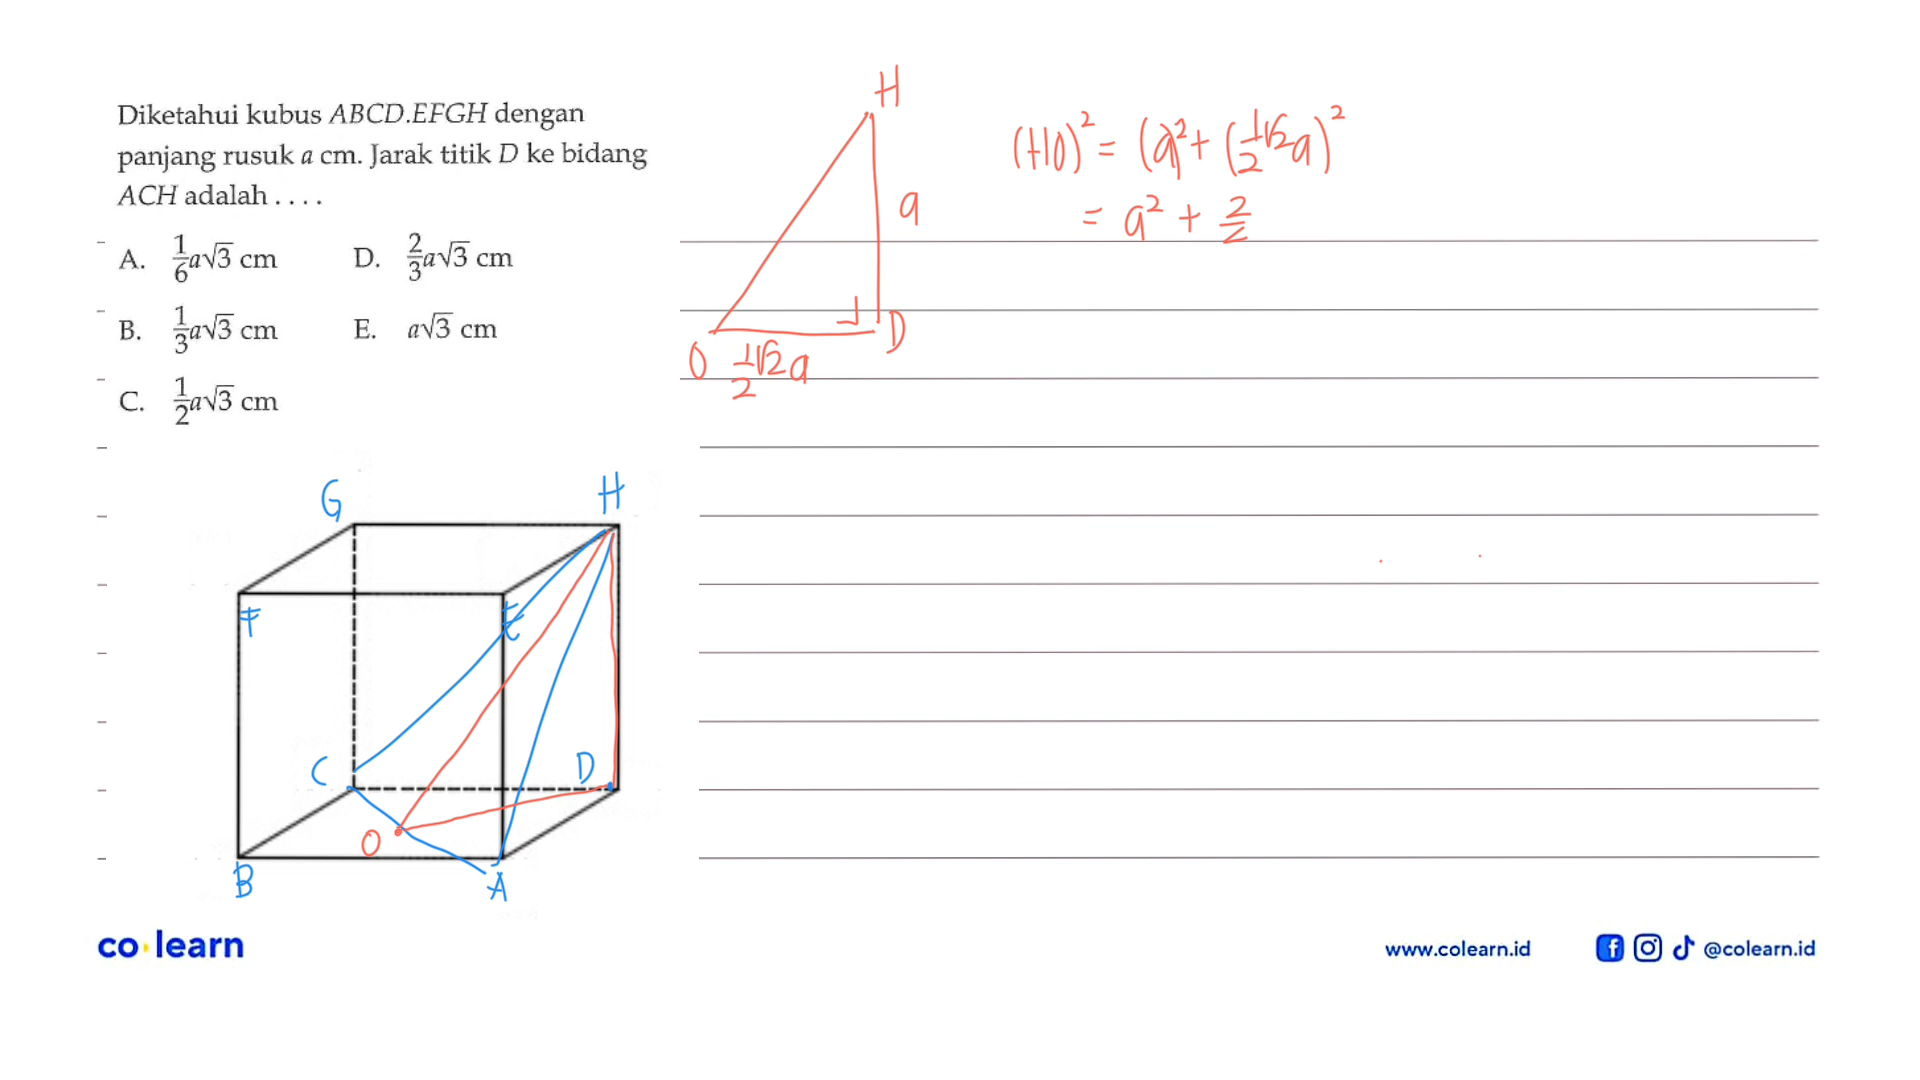 Diketahui kubus ABCD.EFGH dengan
panjang rusuk a cm. Jarak titik D ke bidang
ACH adalah . . . .
A. 1/6 a√3 cm D. 2/3 a√3 cm
B. 1/3 a√3 cm E. a√3 cm
C. 1/2 a√3 cm
H
a
O
D
1/2 √2 a
(HO)² = (a)² + (1/2 √2 a)²
= a² + 2/2
G
H
F
E
C
D
O
B
A
co·learn
www.colearn.id
@colearn.id